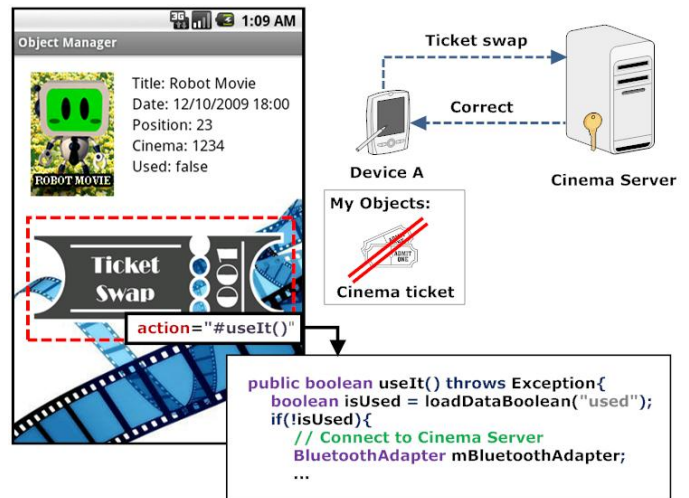 3G 1:09 AM
Object Manager
Title: Robot Movie
Date: 12/10/2009 18:00
Position: 23
Cinema: 1234
Used: false
ROBOT MOVIE
Ticket
Swap
001
action="#useIt()"
Ticket swap
Correct
Device A
Cinema Server
My Objects:
ADMIT
ONE
Cinema ticket
public boolean useIt() throws Exception{
boolean isUsed = loadDataBoolean("used");
if(!isUsed){
// Connect to Cinema Server
BluetoothAdapter mBluetoothAdapter;
...